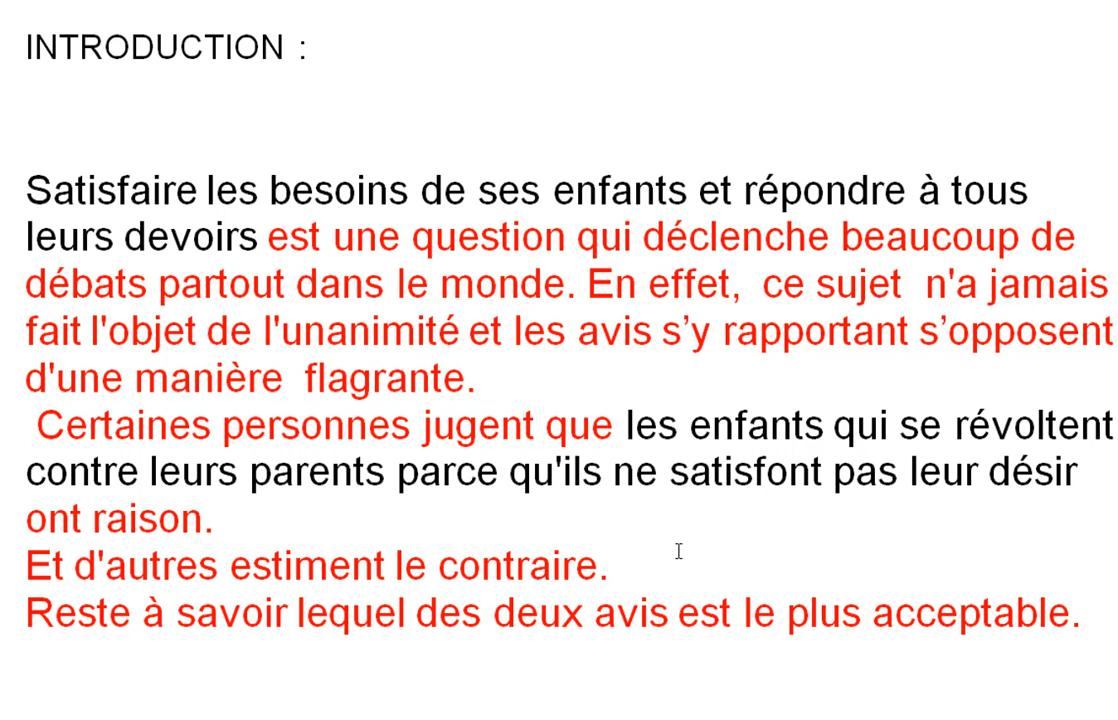 INTRODUCTION :
Satisfaire les besoins de ses enfants et répondre à tous
leurs devoirs est une question qui déclenche beaucoup de
débats partout dans le monde. En effet,  ce sujet  n'a jamais
fait l'objet de l'unanimité et les avis s’y rapportant s’opposent
d'une manière  flagrante.
Certaines personnes jugent que les enfants qui se révoltent
contre leurs parents parce qu'ils ne satisfont pas leur désir
ont raison.
Et d'autres estiment le contraire.
Reste à savoir lequel des deux avis est le plus acceptable.